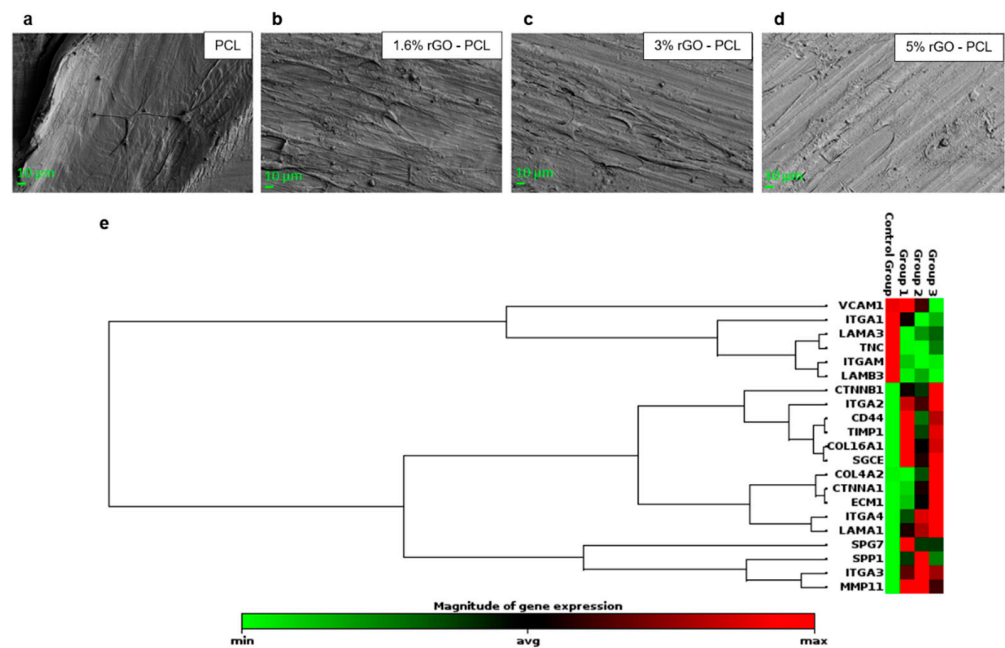 a
b
c
d
PCL
1.6% rGO - PCL
3% rGO - PCL
5% rGO - PCL
10 µm
10 µm
10 µm
10 µm
e
Control Group
Group 1
Group 2
Group 3
VCAM1
ITGA1
LAMA3
TNC
ITGAM
LAMB3
CTNNB1
ITGA2
CD44
TIMP1
COL16A1
SGCE
COL4A2
CTNNA1
ECM1
ITGA4
LAMA1
SPG7
SPP1
ITGA3
MMP11
Magnitude of gene expression
min avg max